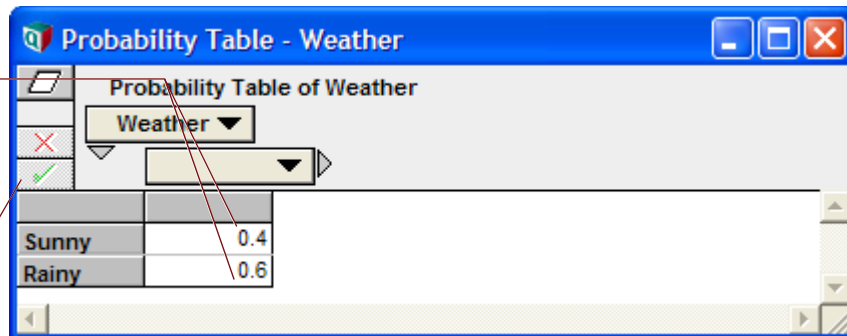 Probability Table - Weather
Probability Table of Weather
Weather
Sunny 0.4
Rainy 0.6